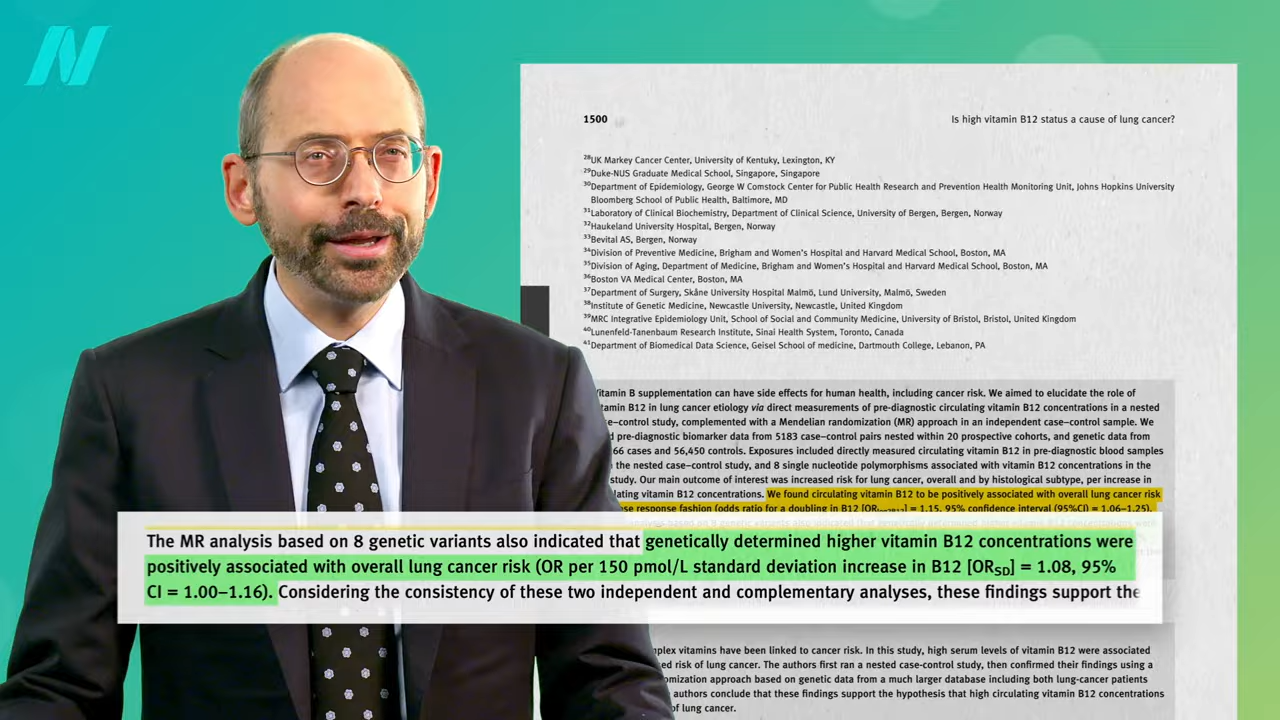 1500 Is high vitamin B12 status a cause of lung cancer?
28UK Markey Cancer Center, University of Kentuky, Lexington, KY
29Duke-NUS Graduate Medical School, Singapore, Singapore
30Department of Epidemiology, George W Comstock Center for Public Health Research and Prevention Health Monitoring Unit, Johns Hopkins University
Bloomberg School of Public Health, Baltimore, MD
31Laboratory of Clinical Biochemistry, Department of Clinical Science, University of Bergen, Bergen, Norway
32Haukeland University Hospital, Bergen, Norway
33Bevital AS, Bergen, Norway
34Division of Preventive Medicine, Brigham and Women's Hospital and Harvard Medical School, Boston, MA
35Division of Aging, Department of Medicine, Brigham and Women's Hospital and Harvard Medical School, Boston, MA
36Boston VA Medical Center, Boston, MA
37Department of Surgery, Skåne University Hospital Malmö, Lund University, Malmö, Sweden
38Institute of Genetic Medicine, Newcastle University, Newcastle, United Kingdom
39MRC Integrative Epidemiology Unit, School of Social and Community Medicine, University of Bristol, Bristol, United Kingdom
40Lunenfeld-Tanenbaum Research Institute, Sinai Health System, Toronto, Canada
41Department of Biomedical Data Science, Geisel School of medicine, Dartmouth College, Lebanon, PA
Vitamin B supplementation can have side effects for human health, including cancer risk. We aimed to elucidate the role of
tamin B12 in lung cancer etiology via direct measurements of pre-diagnostic circulating vitamin B12 concentrations in a nested
e–control study, complemented with a Mendelian randomization (MR) approach in an independent case–control sample. We
pre-diagnostic biomarker data from 5183 case–control pairs nested within 20 prospective cohorts, and genetic data from
66 cases and 56,450 controls. Exposures included directly measured circulating vitamin B12 in pre-diagnostic blood samples
the nested case–control study, and 8 single nucleotide polymorphisms associated with vitamin B12 concentrations in the
study. Our main outcome of interest was increased risk for lung cancer, overall and by histological subtype, per increase in
lating vitamin B12 concentrations. We found circulating vitamin B12 to be positively associated with overall lung cancer risk
se response fashion (odds ratio for a doubling in B12 = 1.15, 95% confidence interval (95%CI) = 1.06–1.25).
The MR analysis based on 8 genetic variants also indicated that genetically determined higher vitamin B12 concentrations were
positively associated with overall lung cancer risk (OR per 150 pmol/L standard deviation increase in B12 [ORSD] = 1.08, 95%
CI = 1.00–1.16). Considering the consistency of these two independent and complementary analyses, these findings support the
plex vitamins have been linked to cancer risk. In this study, high serum levels of vitamin B12 were associated
ed risk of lung cancer. The authors first ran a nested case-control study, then confirmed their findings using a
omization approach based on genetic data from a much larger database including both lung-cancer patients
authors conclude that these findings support the hypothesis that high circulating vitamin B12 concentrations
of lung cancer.